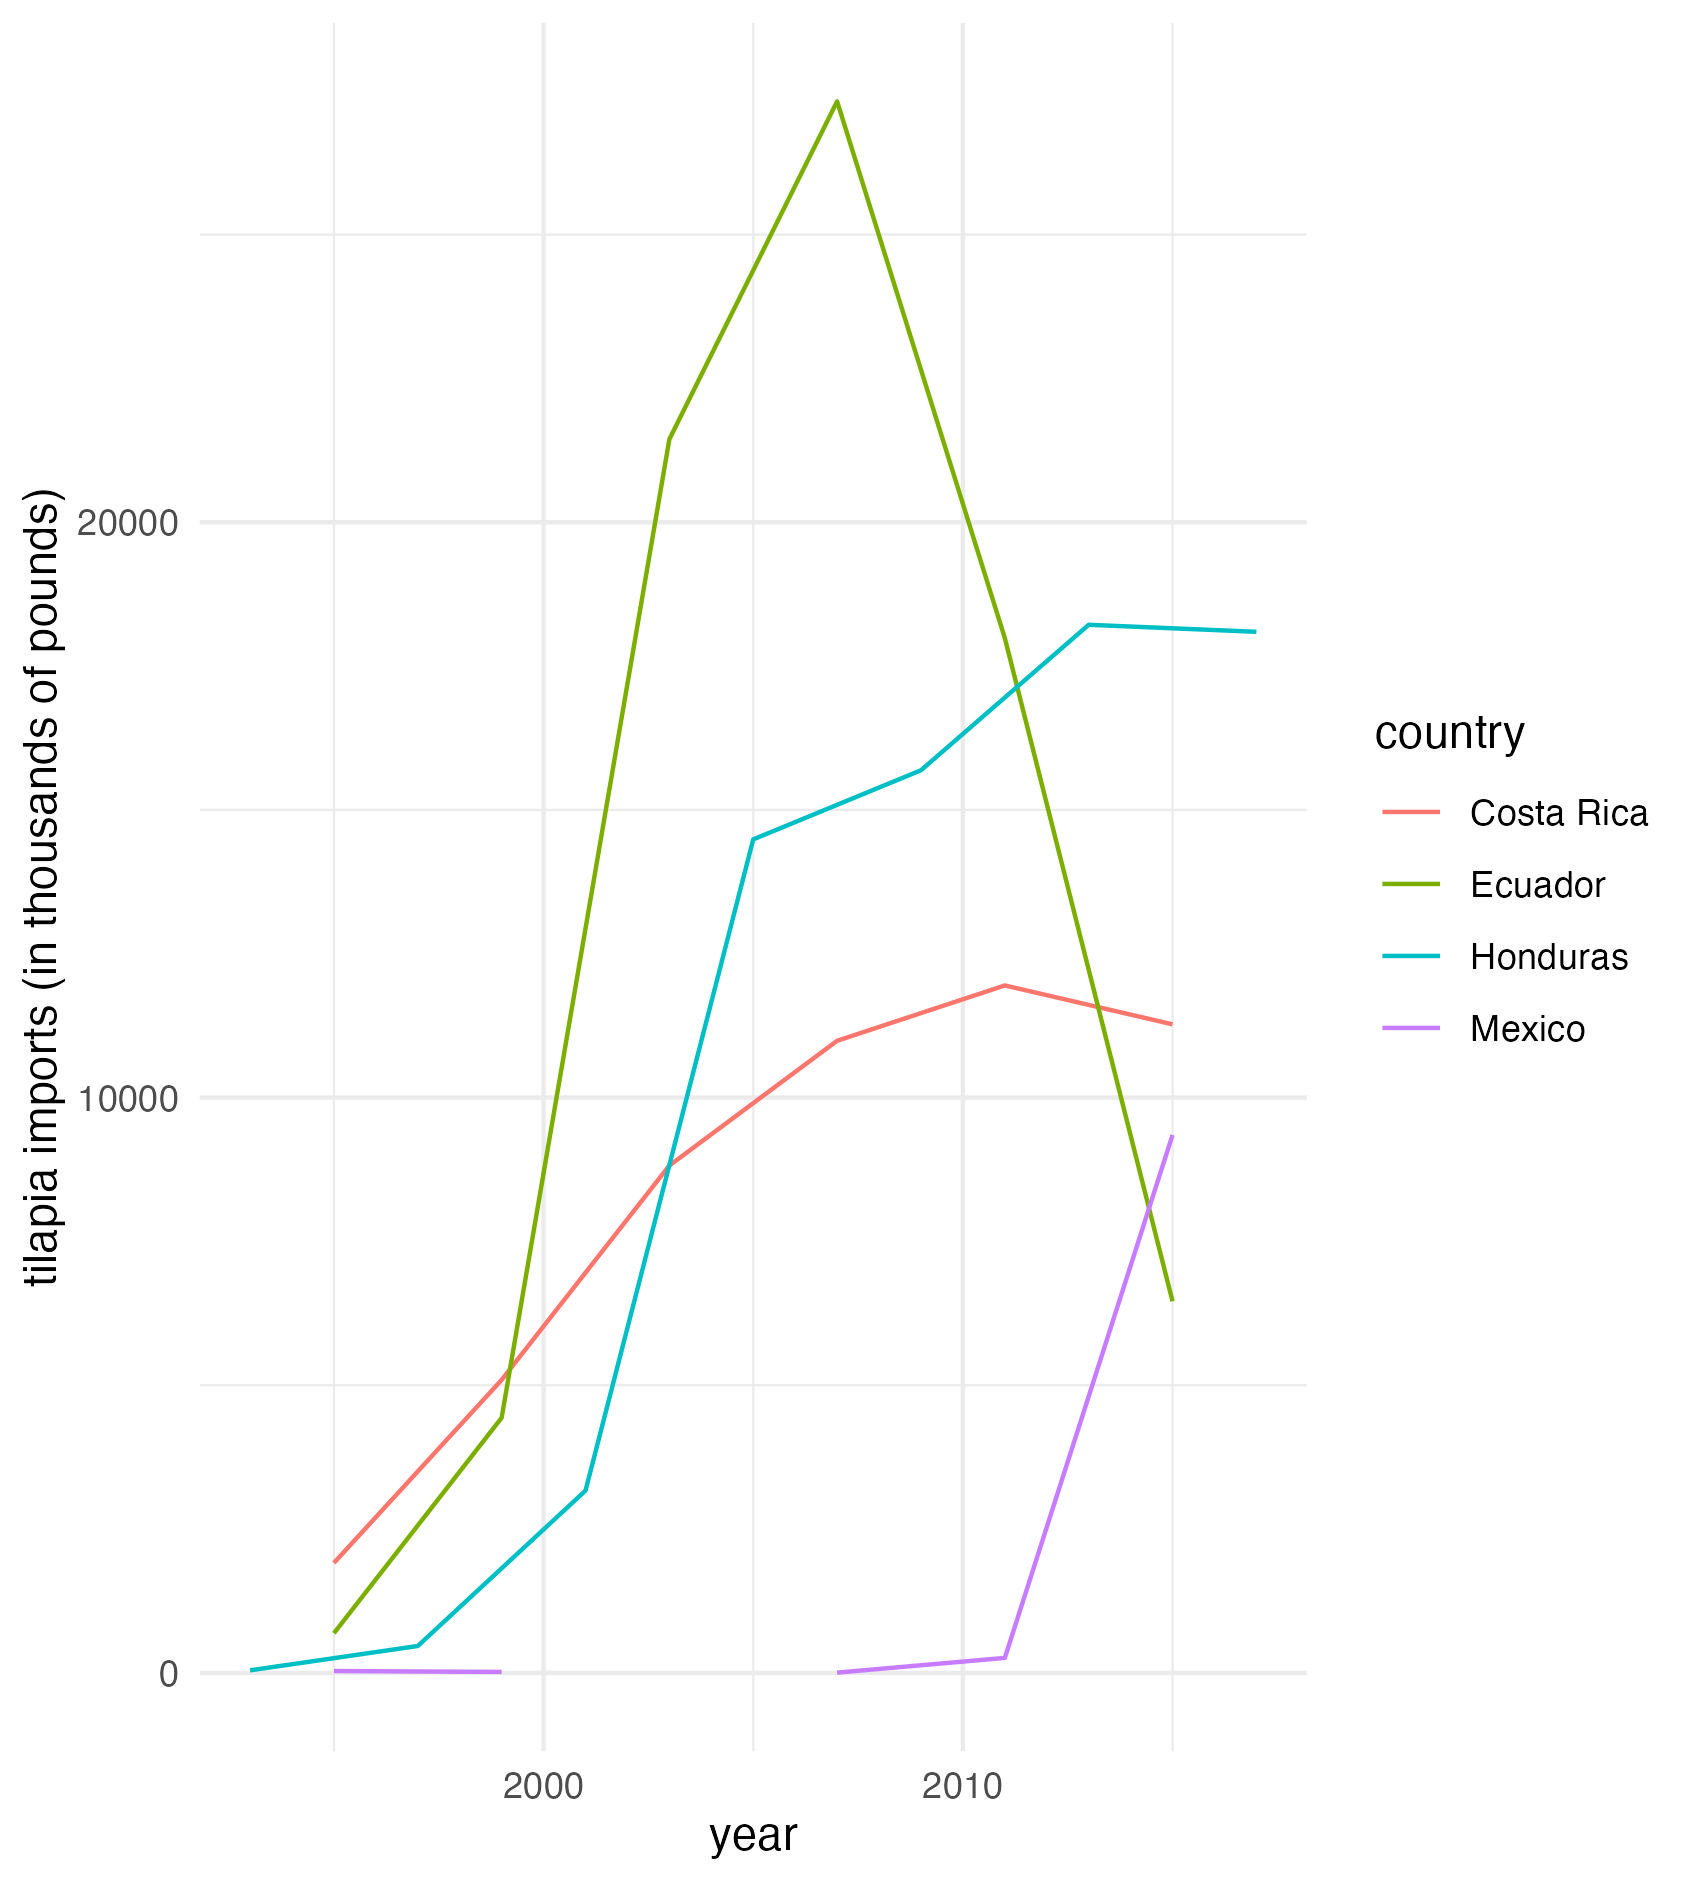 tilapia imports (in thousands of pounds)
20000
10000
0
2000
2010
year
country
Costa Rica
Ecuador
Honduras
Mexico